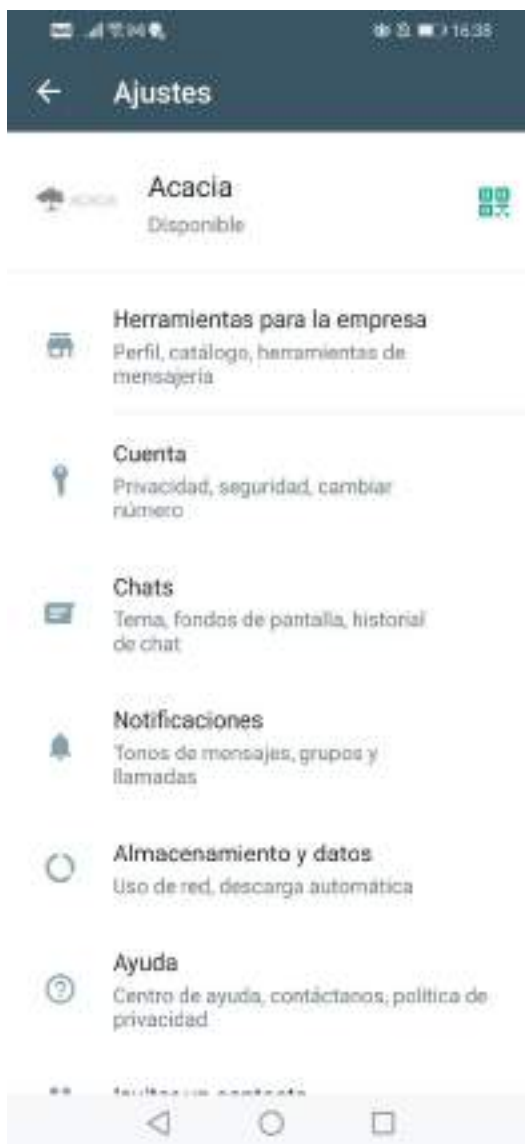 16:38
Ajustes
ACACIA
Acacia
Disponible
Herramientas para la empresa
Perfil, catálogo, herramientas de
mensajería
Cuenta
Privacidad, seguridad, cambiar
número
Chats
Tema, fondos de pantalla, historial
de chat
Notificaciones
Tonos de mensajes, grupos y
llamadas
Almacenamiento y datos
Uso de red, descarga automática
Ayuda
Centro de ayuda, contáctanos, política de
privacidad